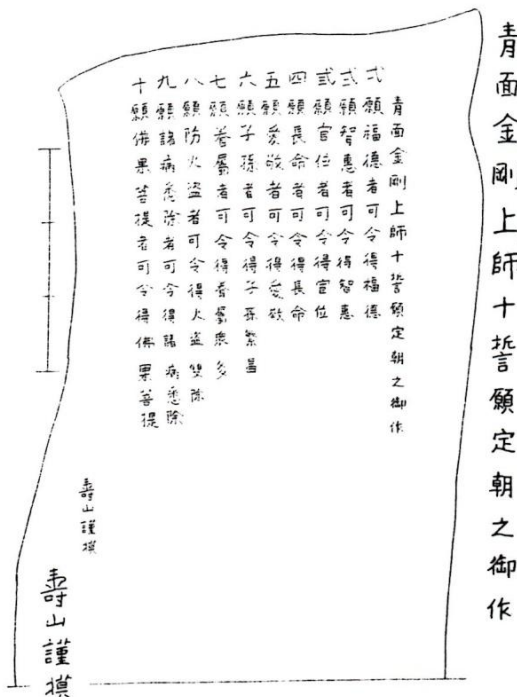 青面金剛上師十誓願定朝之御作
青面金剛上師十誓願定朝之御作
弌願福德者可令得福德
弍願智惠者可令得智惠
弎願官位者可令得官位
四願長命者可令得長命
五願愛敬者可令得愛敬
六願子孫者可令得子孫繁昌
七願眷屬者可令得眷屬衆多
八願防火盗者可令得火盗雙除
九願諸病悉除者可令得諸病悉除
十願佛果菩提者可令得佛果菩提
壽山謹摸
壽山謹摸